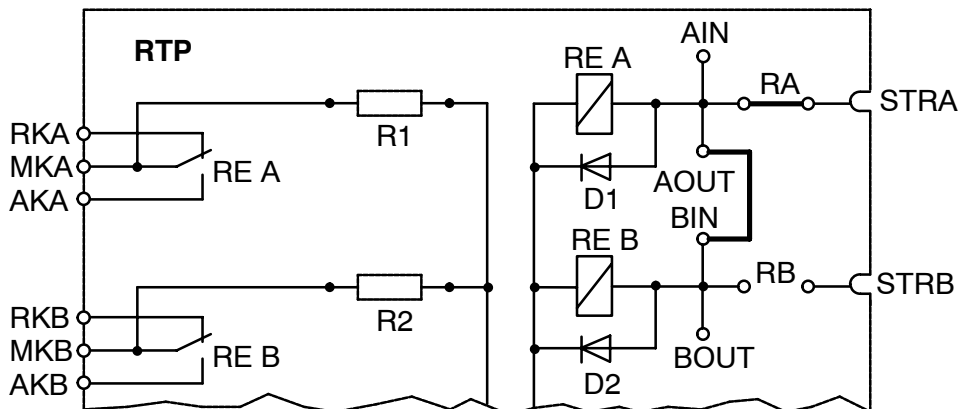 RTP
RE A
AIN
RA
STRA
RKA
MKA
AKA
RE A
R1
D1
AOUT
BIN
RE B
RB
STRB
RKB
MKB
AKB
RE B
R2
D2
BOUT